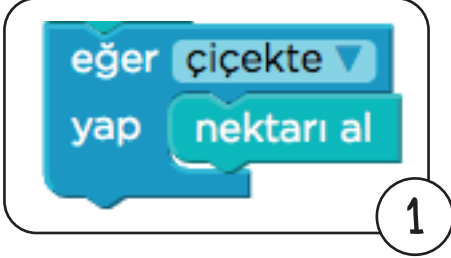 eğer çiçekte
yap nektarı al
1